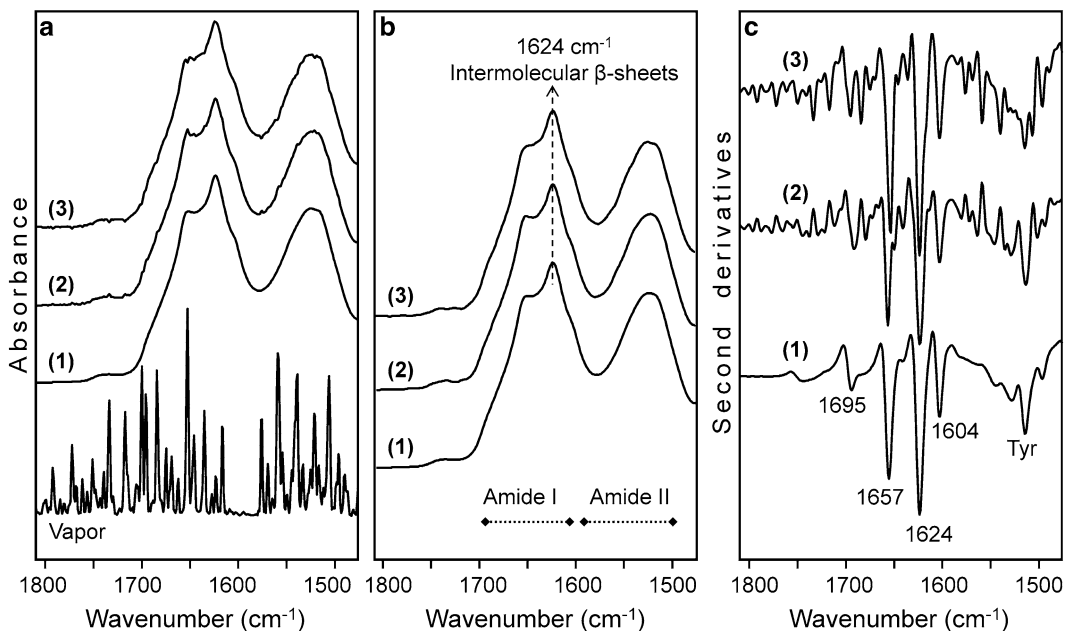 a
Absorbance
(3)
(2)
(1)
Vapor
1800 1700 1600 1500
Wavenumber (cm⁻¹)
b
1624 cm⁻¹
Intermolecular β-sheets
(3)
(2)
(1)
Amide I Amide II
1800 1700 1600 1500
Wavenumber (cm⁻¹)
c
Second derivatives
(3)
(2)
(1)
1695
1604
Tyr
1657
1624
1800 1700 1600 1500
Wavenumber (cm⁻¹)